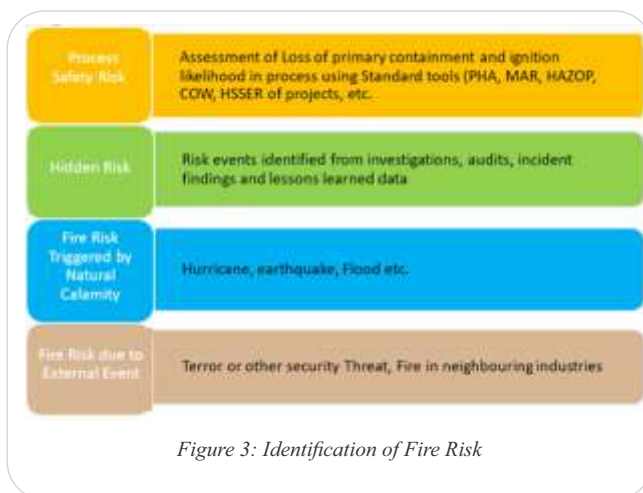 Process
Safety Risk
Assessment of Loss of primary containment and ignition
likelihood in process using Standard tools (PHA, MAR, HAZOP,
COW, HSSER of projects, etc.
Hidden Risk
Risk events identified from investigations, audits, incident
findings and lessons learned data
Fire Risk
Triggered by
Natural
Calamity
Hurricane, earthquake, Flood etc.
Fire Risk due to
External Event
Terror or other security Threat, Fire in neighbouring industries
Figure 3: Identification of Fire Risk